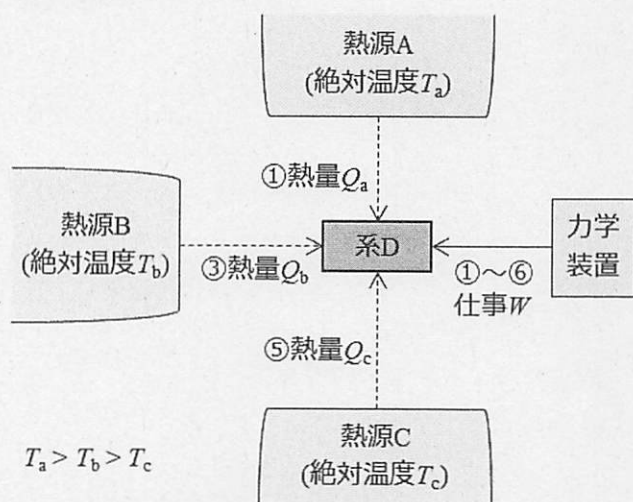 熱源A
(絶対温度Ta)
①熱量Qa
熱源B
(絶対温度Tb)
③熱量Qb
系D
力学
装置
①～⑥
仕事W
⑤熱量Qc
熱源C
(絶対温度Tc)
Ta > Tb > Tc